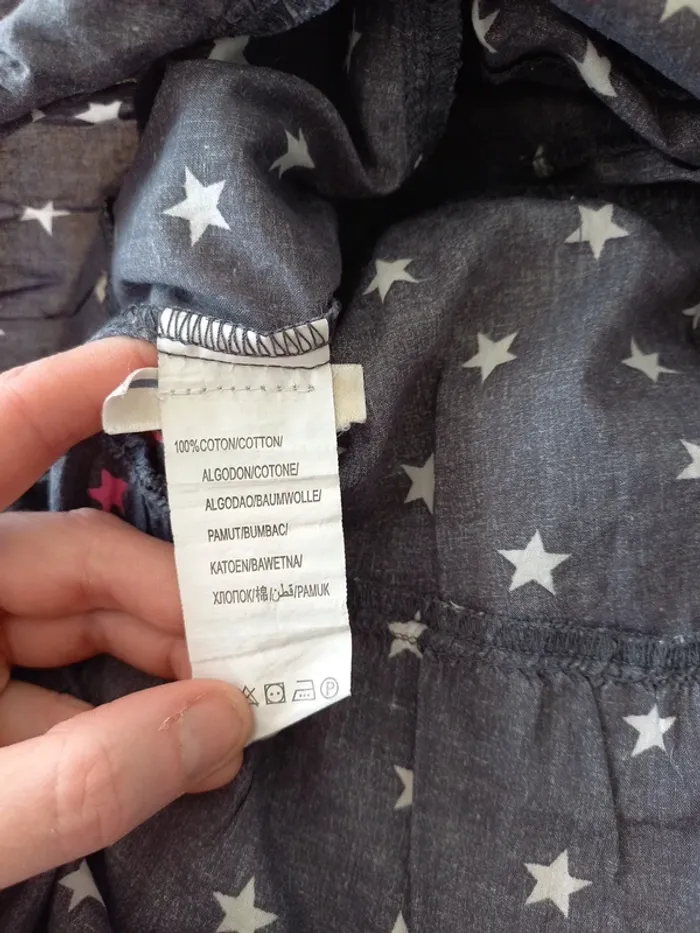 100%COTON/COTTON/
ALGODON/COTONE/
ALGODAO/BAUMWOLLE/
PAMUT/BUMBAC/
KATOEN/BAWETNA/
ХЛОПОК/棉/قطن/PAMUK
P